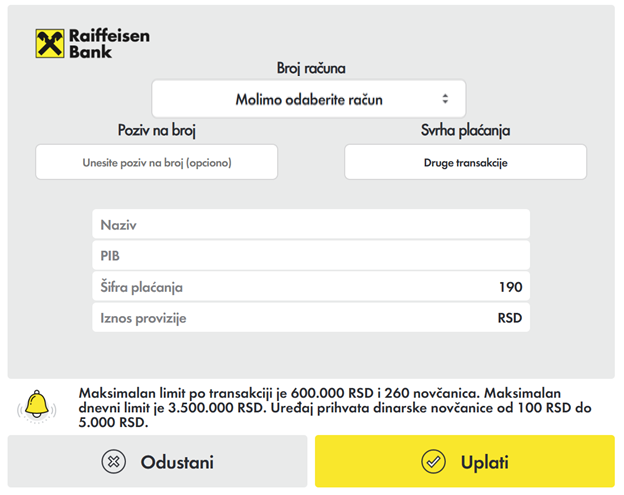 Raiffeisen
Bank
Broj računa
Molimo odaberite račun
Poziv na broj
Svrha plaćanja
Unesite poziv na broj (opciono)
Druge transakcije
Naziv
PIB
Šifra plaćanja 190
Iznos provizije RSD
Maksimalan limit po transakciji je 600.000 RSD i 260 novčanica. Maksimalan
dnevni limit je 3.500.000 RSD. Uređaj prihvata dinarske novčanice od 100 RSD do
5.000 RSD.
Odustani
Uplati